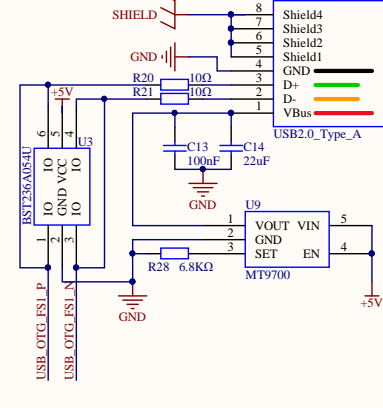 SHIELD
8 Shield4
7 Shield3
6 Shield2
5 Shield1
GND 4 GND
R20 10Ω 3 D+
R21 10Ω 2 D-
1 VBus
USB2.0_Type_A
+5V
C13 C14
100nF 22uF
GND
6 5 4 U3
IO VCC IO
IO GND IO
BST236A054U
1 2 3
U9
1 VOUT VIN 5
2 GND
3 SET EN 4
R28 6.8KΩ
MT9700
GND
+5V
USB_OTG_FS1_P
USB_OTG_FS1_N